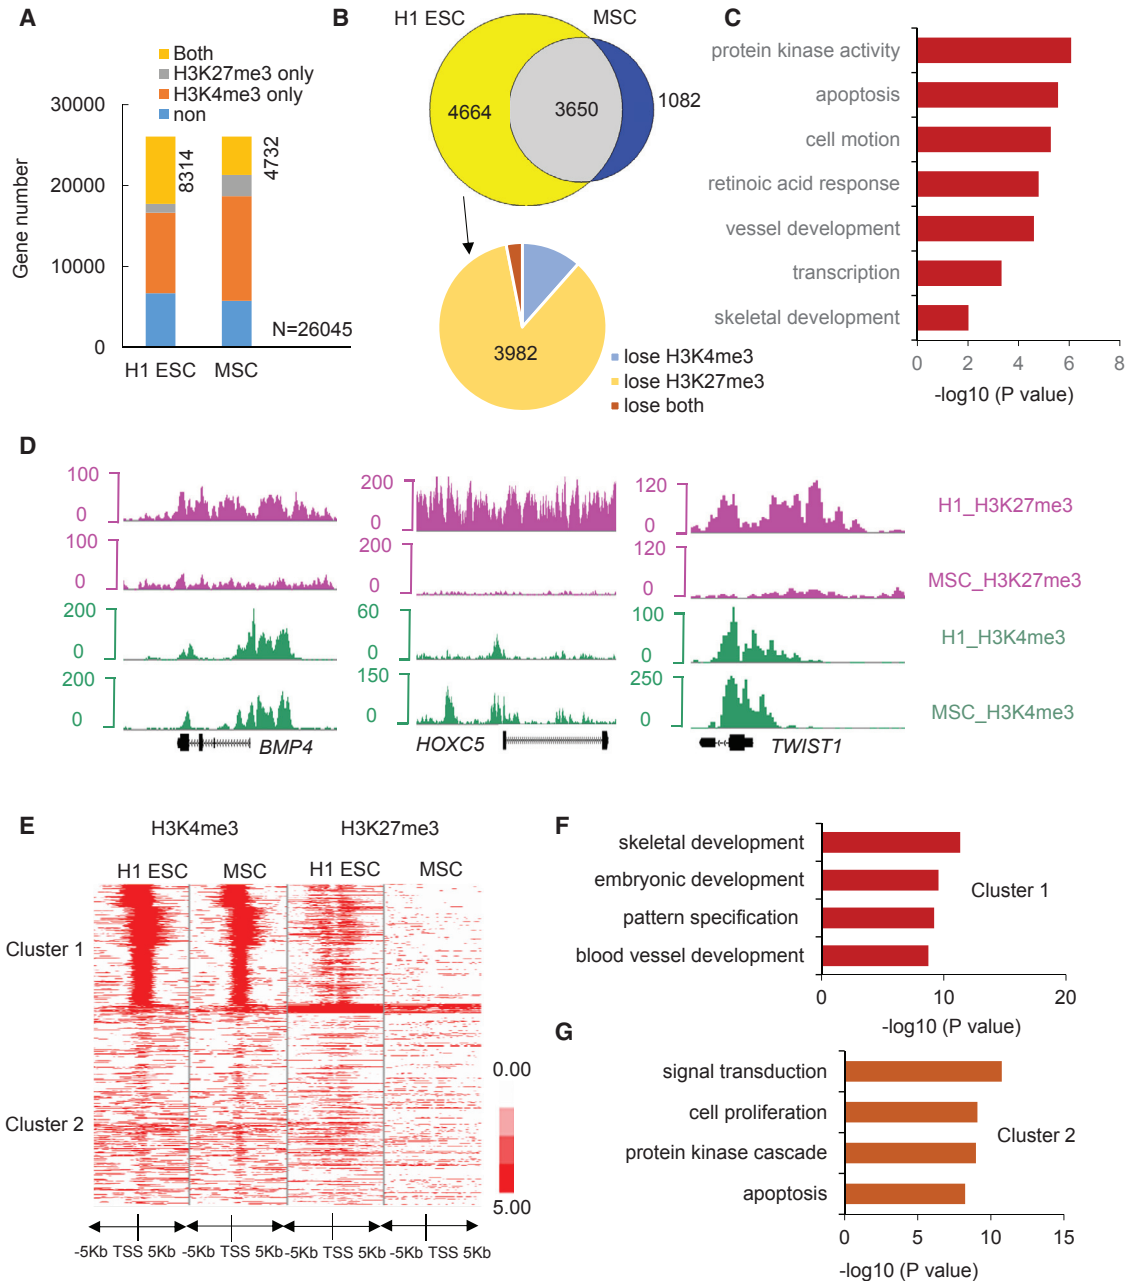 A
Both
H3K27me3 only
H3K4me3 only
non
30000
20000
10000
0
Gene number
8314
4732
N=26045
H1 ESC
MSC
B
H1 ESC
MSC
4664
3650
1082
3982
lose H3K4me3
lose H3K27me3
lose both
C
protein kinase activity
apoptosis
cell motion
retinoic acid response
vessel development
transcription
skeletal development
0 2 4 6 8
-log10 (P value)
D
100
0
200
0
120
0
H1_H3K27me3
100
0
200
0
120
0
MSC_H3K27me3
200
0
60
0
100
0
H1_H3K4me3
200
0
150
0
250
0
MSC_H3K4me3
BMP4
HOXC5
TWIST1
E
H3K4me3
H3K27me3
H1 ESC
MSC
H1 ESC
MSC
Cluster 1
Cluster 2
0.00
5.00
-5Kb TSS 5Kb -5Kb TSS 5Kb -5Kb TSS 5Kb -5Kb TSS 5Kb
F
skeletal development
embryonic development
pattern specification
blood vessel development
Cluster 1
0 10 20
-log10 (P value)
G
signal transduction
cell proliferation
protein kinase cascade
apoptosis
Cluster 2
0 5 10 15
-log10 (P value)